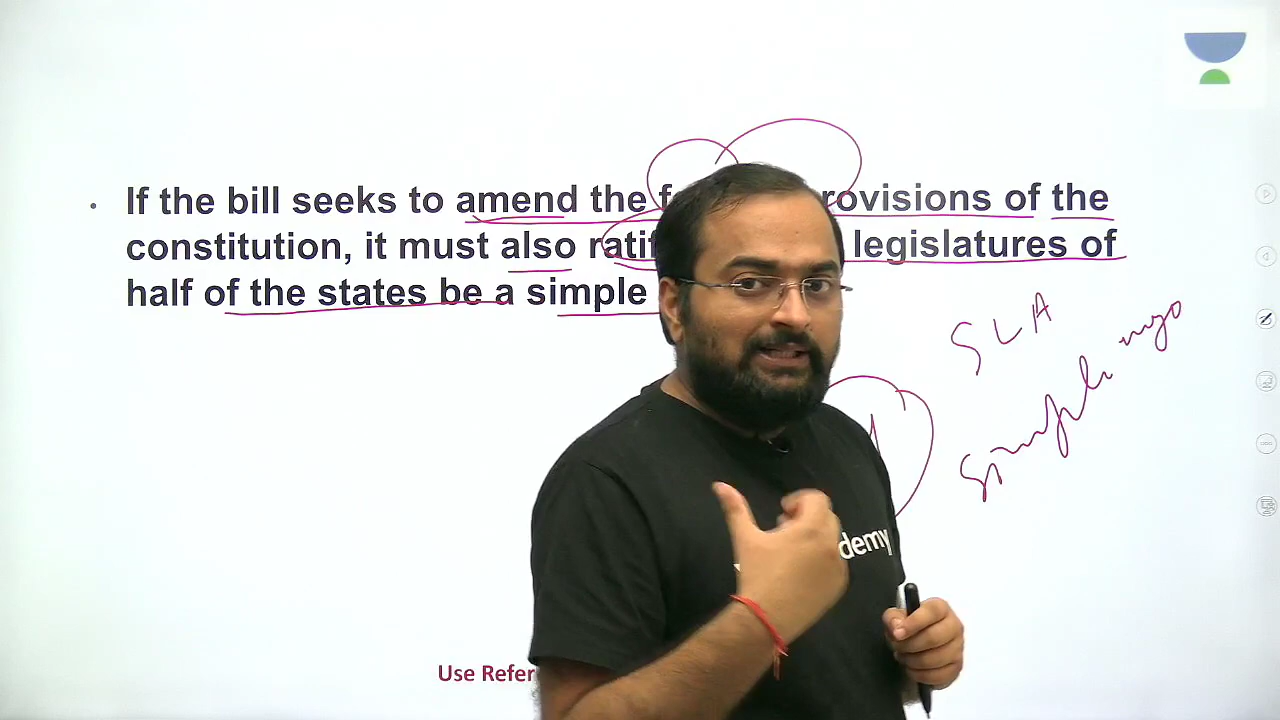 If the bill seeks to amend the rovisions of the
constitution, it must also ratif legislatures of
half of the states be a simple
SLA
simple
demy
Use Refer